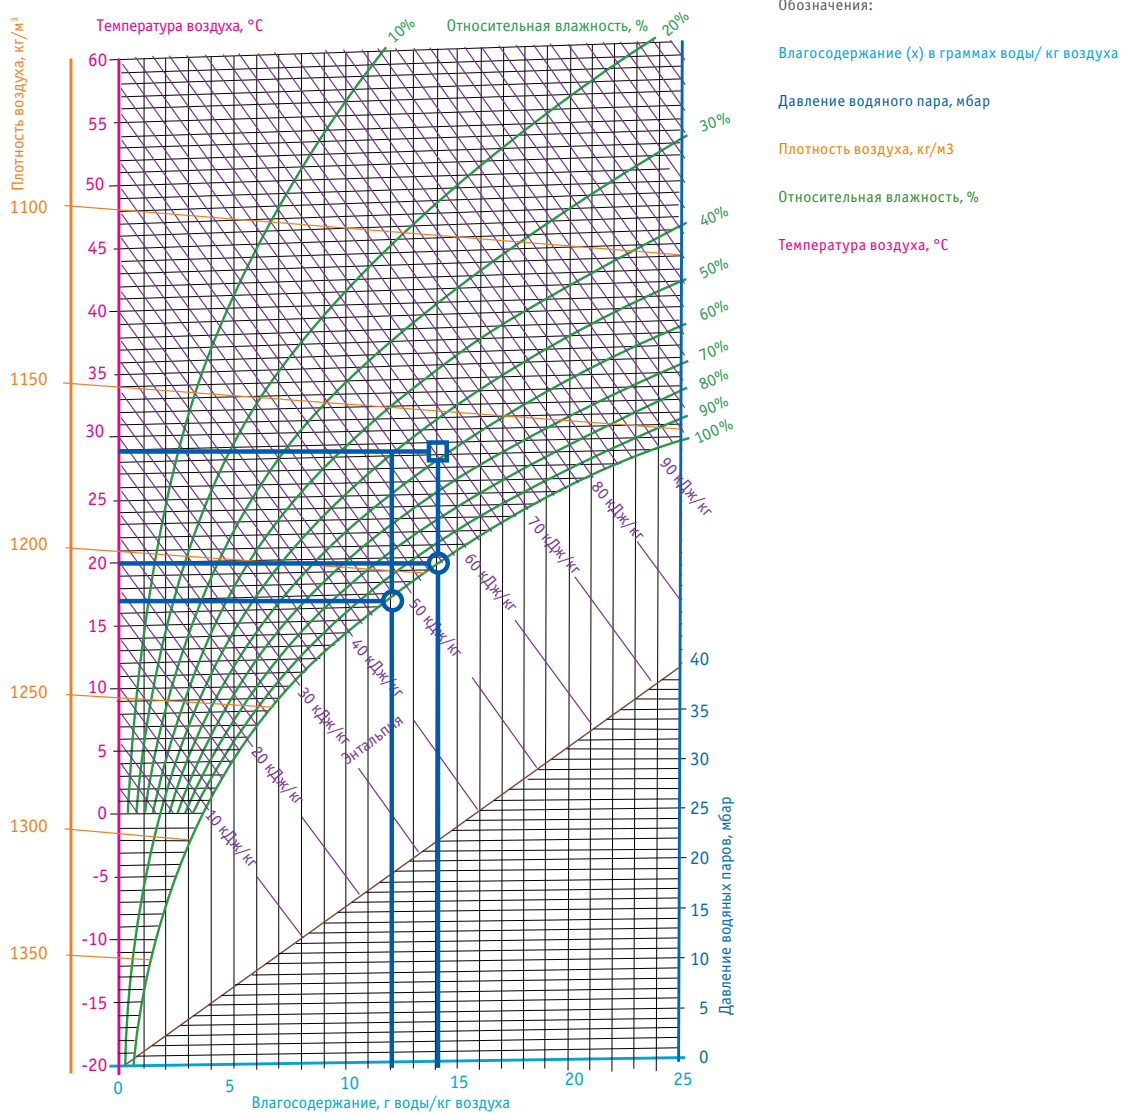 Обозначения:
Температура воздуха, °C
Относительная влажность, %
10%
20%
Влагосодержание (x) в граммах воды/ кг воздуха
Давление водяного пара, мбар
Плотность воздуха, кг/м3
Относительная влажность, %
Температура воздуха, °C
Плотность воздуха, кг/м³
1100
1150
1200
1250
1300
1350
60
55
50
45
40
35
30
25
20
15
10
5
0
-5
-10
-15
-20
30%
40%
50%
60%
70%
80%
90%
100%
90 кДж/кг
80 кДж/кг
70 кДж/кг
60 кДж/кг
50 кДж/кг
40 кДж/кг
30 кДж/кг
20 кДж/кг
10 кДж/кг
Энтальпия
40
35
30
25
20
15
10
5
0
Давление водяных паров, мбар
0
5
10
15
20
25
Влагосодержание, г воды/кг воздуха